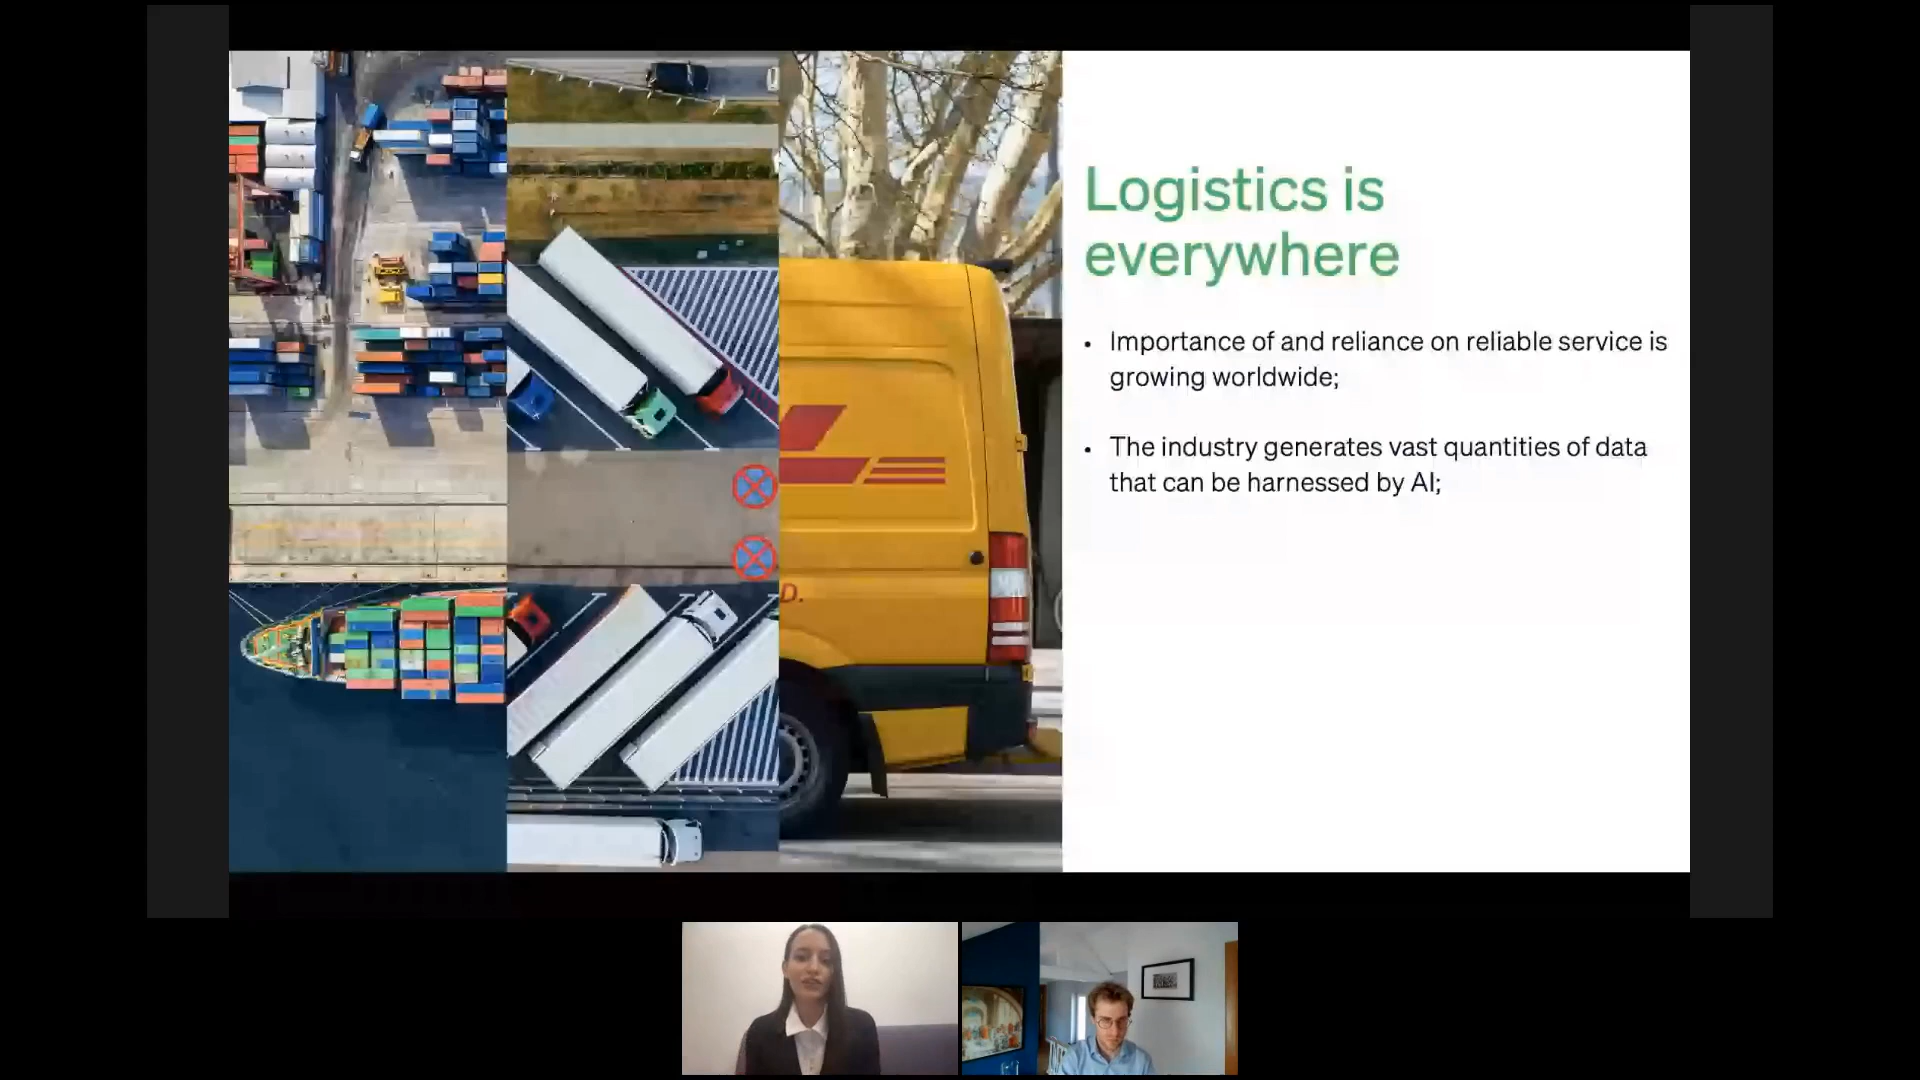 Logistics is
everywhere
• Importance of and reliance on reliable service is
growing worldwide;
• The industry generates vast quantities of data
that can be harnessed by AI;
D.